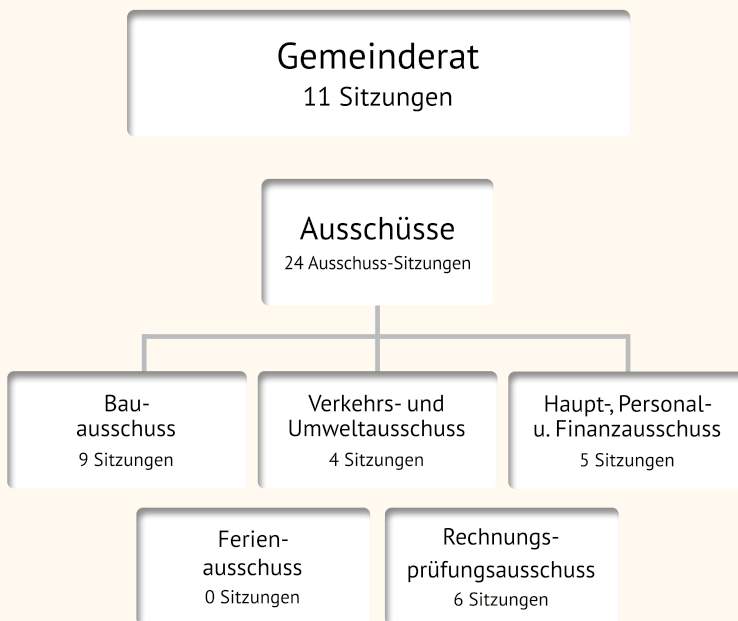 Gemeinderat
11 Sitzungen
Ausschüsse
24 Ausschuss-Sitzungen
Bau-
ausschuss
9 Sitzungen
Verkehrs- und
Umweltausschuss
4 Sitzungen
Haupt-, Personal-
u. Finanzausschuss
5 Sitzungen
Ferien-
ausschuss
0 Sitzungen
Rechnungs-
prüfungsausschuss
6 Sitzungen